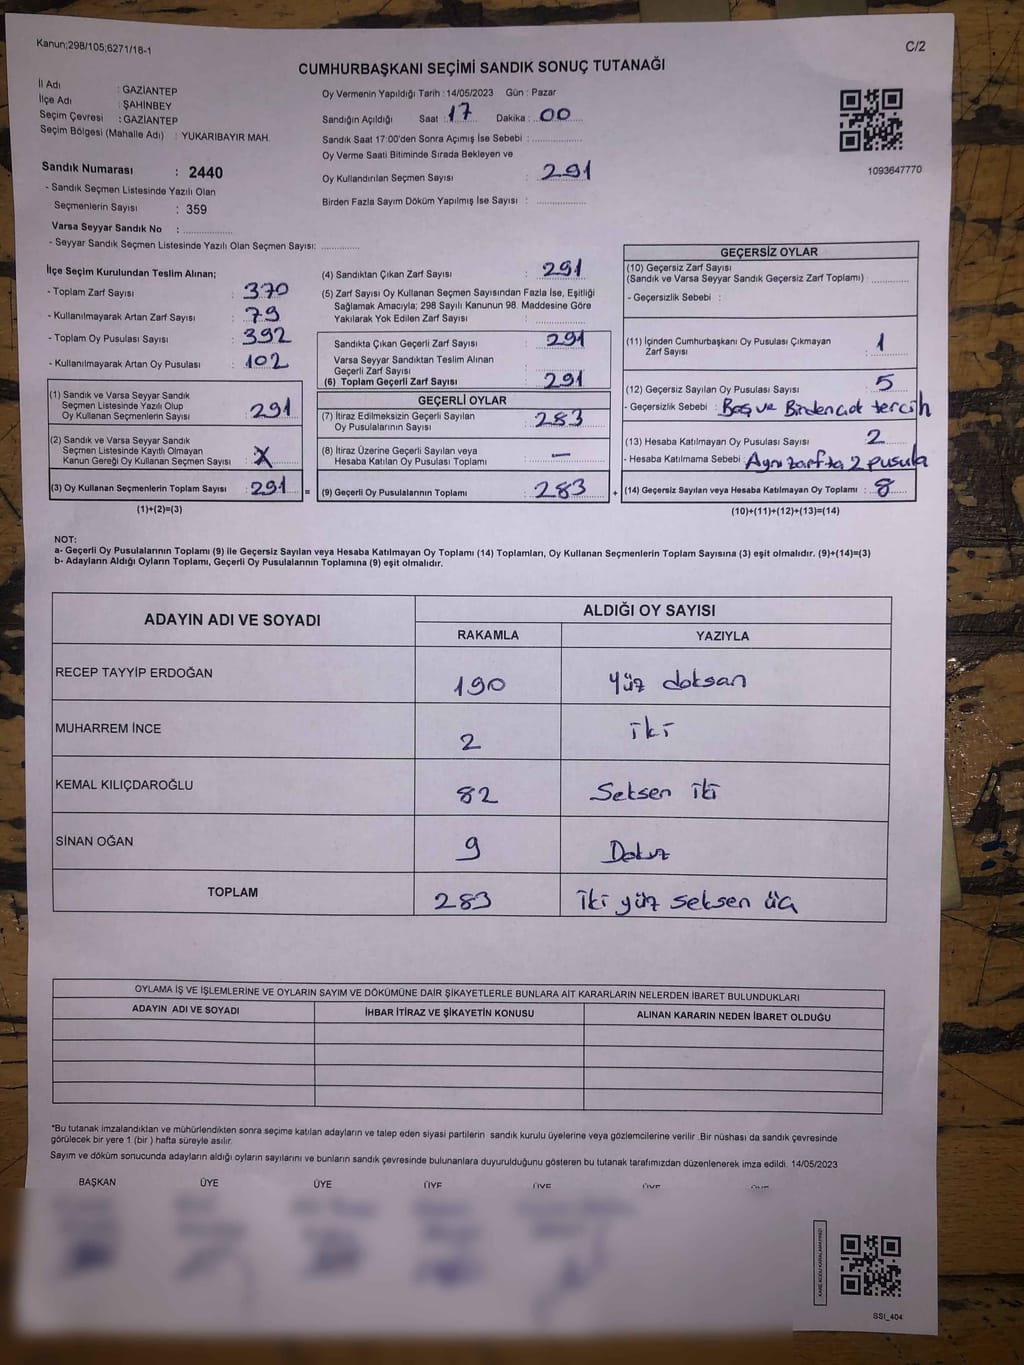 Kanun;298/105;6271/18-1
C/2
CUMHURBAŞKANI SEÇİMİ SANDIK SONUÇ TUTANAĞI
İl Adı : GAZİANTEP
İlçe Adı : ŞAHİNBEY
Seçim Çevresi : GAZİANTEP
Seçim Bölgesi (Mahalle Adı) : YUKARIBAYIR MAH.
Sandık Numarası : 2440
- Sandık Seçmen Listesinde Yazılı Olan
Seçmenlerin Sayısı : 359
Varsa Seyyar Sandık No :
- Seyyar Sandık Seçmen Listesinde Yazılı Olan Seçmen Sayısı:
Oy Vermenin Yapıldığı Tarih : 14/05/2023 Gün : Pazar
Sandığın Açıldığı Saat : 17 Dakika : 00
Sandık Saat 17:00'den Sonra Açımış İse Sebebi :
Oy Verme Saati Bitiminde Sırada Bekleyen ve
Oy Kullandırılan Seçmen Sayısı : 291
Birden Fazla Sayım Döküm Yapılmış İse Sayısı :
1093647770
İlçe Seçim Kurulundan Teslim Alınan;
- Toplam Zarf Sayısı : 370
- Kullanılmayarak Artan Zarf Sayısı : 79
- Toplam Oy Pusulası Sayısı : 392
- Kullanılmayarak Artan Oy Pusulası : 102
(1) Sandık ve Varsa Seyyar Sandık
Seçmen Listesinde Yazılı Olup
Oy Kullanan Seçmenlerin Sayısı : 291
(2) Sandık ve Varsa Seyyar Sandık
Seçmen Listesinde Kayıtlı Olmayan
Kanun Gereği Oy Kullanan Seçmen Sayısı : X
(3) Oy Kullanan Seçmenlerin Toplam Sayısı : 291 =
(1)+(2)=(3)
(4) Sandıktan Çıkan Zarf Sayısı : 291
(5) Zarf Sayısı Oy Kullanan Seçmen Sayısından Fazla İse, Eşitliği
Sağlamak Amacıyla; 298 Sayılı Kanunun 98. Maddesine Göre
Yakılarak Yok Edilen Zarf Sayısı :
Sandıkta Çıkan Geçerli Zarf Sayısı : 291
Varsa Seyyar Sandıktan Teslim Alınan
Geçerli Zarf Sayısı :
(6) Toplam Geçerli Zarf Sayısı : 291
GEÇERLİ OYLAR
(7) İtiraz Edilmeksizin Geçerli Sayılan
Oy Pusulalarının Sayısı : 283
(8) İtiraz Üzerine Geçerli Sayılan veya
Hesaba Katılan Oy Pusulası Toplamı : —
(9) Geçerli Oy Pusulalarının Toplamı : 283 +
GEÇERSİZ OYLAR
(10) Geçersiz Zarf Sayısı
(Sandık ve Varsa Seyyar Sandık Geçersiz Zarf Toplamı) :
- Geçersizlik Sebebi :
(11) İçinden Cumhurbaşkanı Oy Pusulası Çıkmayan
Zarf Sayısı : 1
(12) Geçersiz Sayılan Oy Pusulası Sayısı : 5
- Geçersizlik Sebebi : Boş ve Birden çok tercih
(13) Hesaba Katılmayan Oy Pusulası Sayısı : 2
- Hesaba Katılmama Sebebi : Aynı zarfta 2 pusula
(14) Geçersiz Sayılan veya Hesaba Katılmayan Oy Toplamı : 8
(10)+(11)+(12)+(13)=(14)
NOT:
a- Geçerli Oy Pusulalarının Toplamı (9) ile Geçersiz Sayılan veya Hesaba Katılmayan Oy Toplamı (14) Toplamları, Oy Kullanan Seçmenlerin Toplam Sayısına (3) eşit olmalıdır. (9)+(14)=(3)
b- Adayların Aldığı Oyların Toplamı, Geçerli Oy Pusulalarının Toplamına (9) eşit olmalıdır.
ADAYIN ADI VE SOYADI
ALDIĞI OY SAYISI
RAKAMLA YAZIYLA
RECEP TAYYİP ERDOĞAN 190 Yüz doksan
MUHARREM İNCE 2 iki
KEMAL KILIÇDAROĞLU 82 Seksen iki
SİNAN OĞAN 9 Dokuz
TOPLAM 283 iki yüz seksen üç
OYLAMA İŞ VE İŞLEMLERİNE VE OYLARIN SAYIM VE DÖKÜMÜNE DAİR ŞİKAYETLERLE BUNLARA AİT KARARLARIN NELERDEN İBARET BULUNDUKLARI
ADAYIN ADI VE SOYADI İHBAR İTİRAZ VE ŞİKAYETİN KONUSU ALINAN KARARIN NEDEN İBARET OLDUĞU
*Bu tutanak imzalandıktan ve mühürlendikten sonra seçime katılan adayların ve talep eden siyasi partilerin sandık kurulu üyelerine veya gözlemcilerine verilir .Bir nüshası da sandık çevresinde
görülecek bir yere 1 (bir ) hafta süreyle asılır.
Sayım ve döküm sonucunda adayların aldığı oyların sayılarını ve bunların sandık çevresinde bulunanlara duyurulduğunu gösteren bu tutanak tarafımızdan düzenlenerek imza edildi. 14/05/2023
BAŞKAN ÜYE ÜYE ÜYE ÜYE ÜYE ÜYE
SSI_404